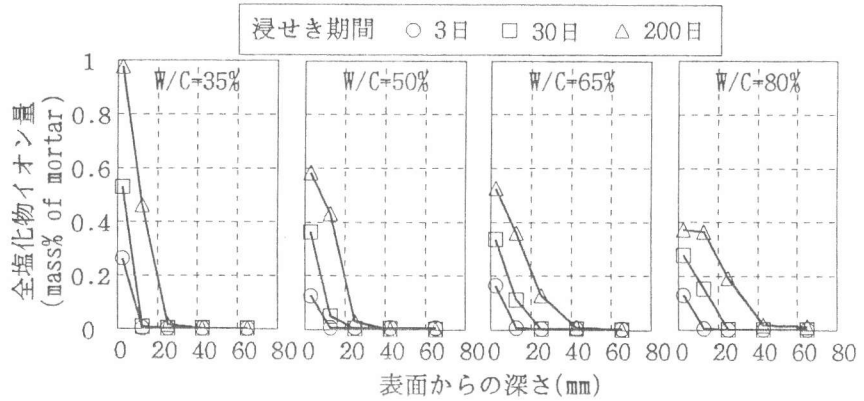 浸せき期間 ○ 3日 □ 30日 △ 200日
W/C=35% W/C=50% W/C=65% W/C=80%
全塩化物イオン量
(mass% of mortar)
1
0.8
0.6
0.4
0.2
0
0 20 40 60 80 0 20 40 60 80 0 20 40 60 80 0 20 40 60 80
表面からの深さ(mm)